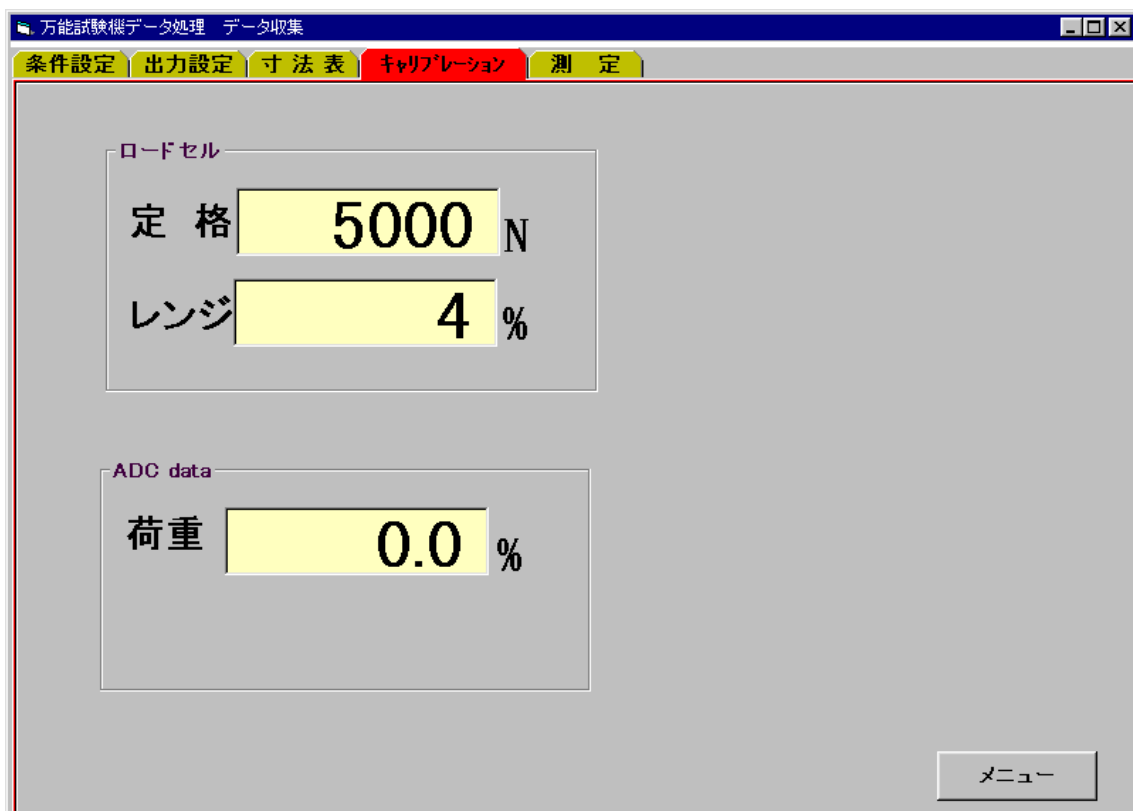 万能試験機データ処理　データ収集
条件設定 出力設定 寸 法 表 ｷｬﾘﾌﾞﾚｰｼｮﾝ 測　定
ロードセル
定 格 5000 N
レンジ 4 %
ADC data
荷重 0.0 %
メニュー